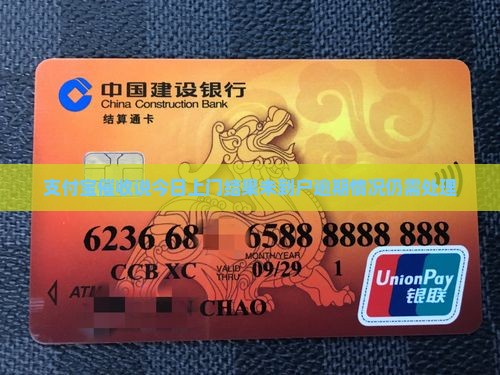 中国建设银行
China Construction Bank
结算通卡
支付宝催收说今日上门结果未到户逾期情况仍需处理
6236 68 6588 8888 888
MONTH/YEAR
CCB XC VALID THRU 09/29 1
ATM
CHAO
UnionPay
银联